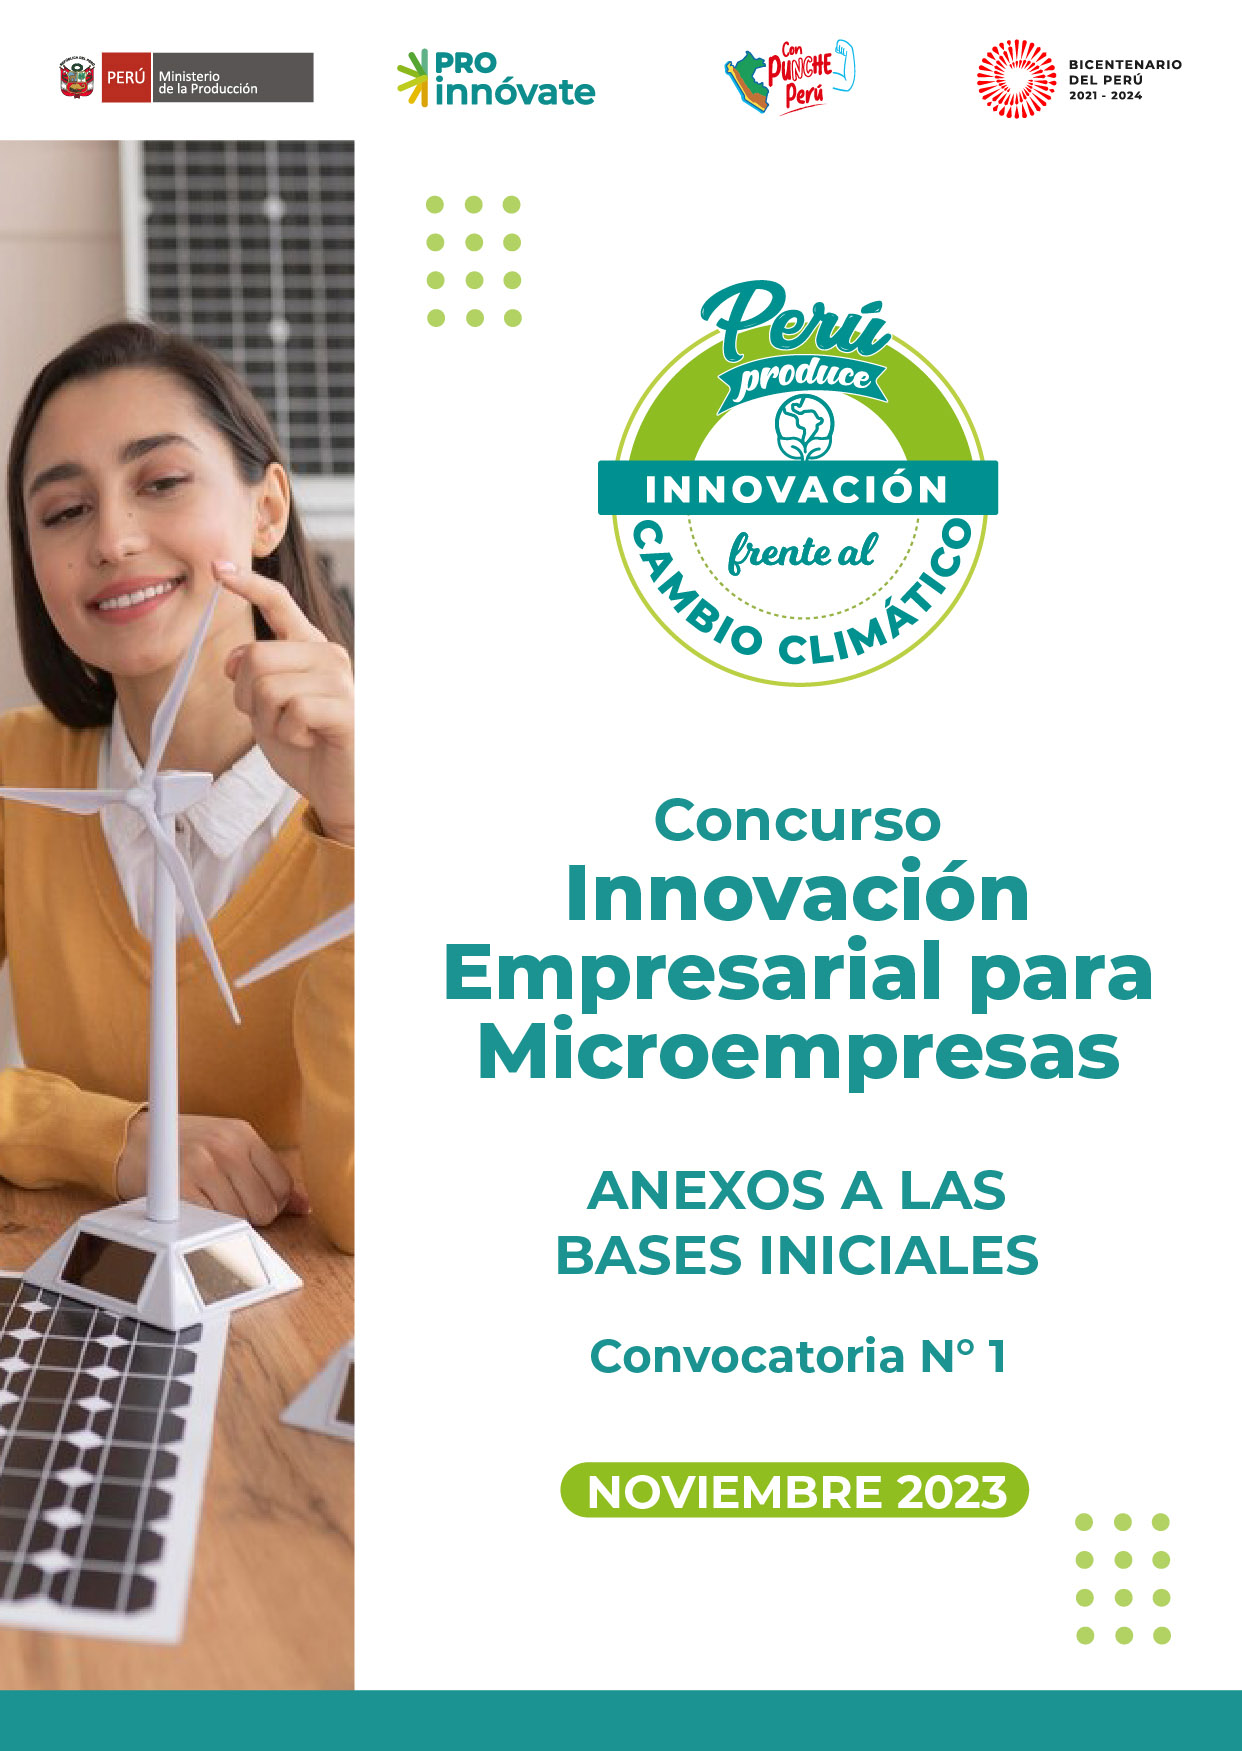 PERÚ
Ministerio
de la Producción
PRO
innóvate
Con
PUNCHE
Perú
BICENTENARIO
DEL PERÚ
2021 - 2024
Perú
produce
INNOVACIÓN
frente al
CAMBIO CLIMÁTICO
Concurso
Innovación
Empresarial para
Microempresas
ANEXOS A LAS
BASES INICIALES
Convocatoria N° 1
NOVIEMBRE 2023